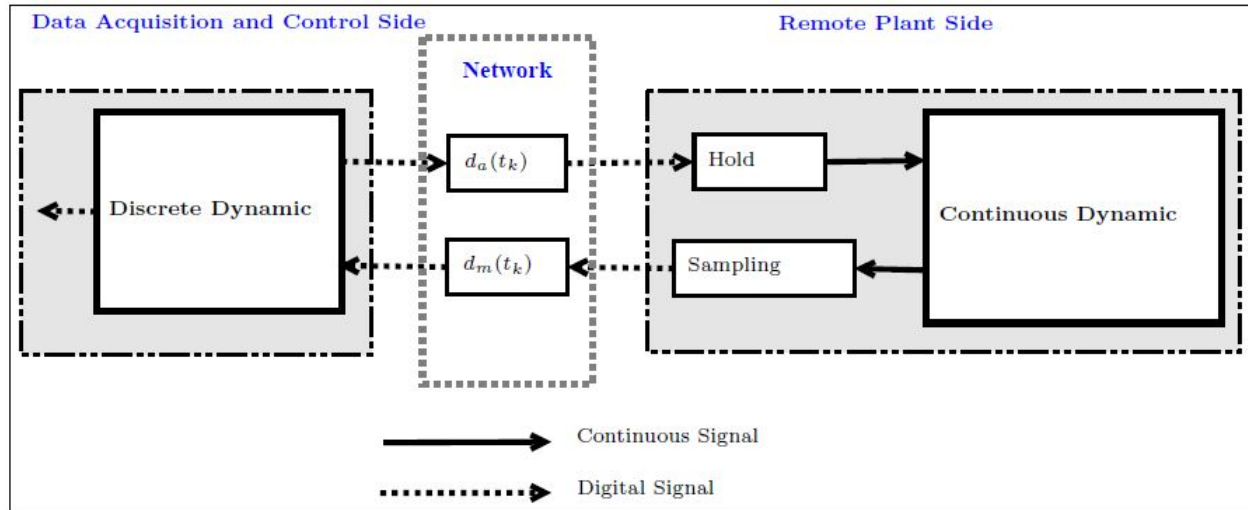 Data Acquisition and Control Side
Remote Plant Side
Network
d_a(t_k)
Hold
Discrete Dynamic
Continuous Dynamic
d_m(t_k)
Sampling
Continuous Signal
Digital Signal